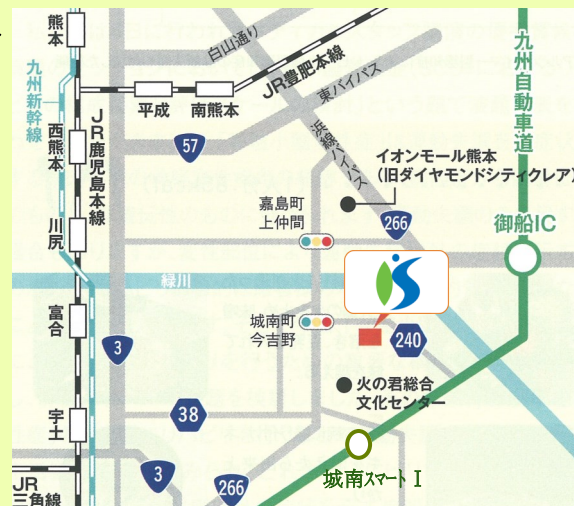 熊本
白山通り
JR豊肥本線
東バイパス
九州自動車道
九州新幹線
平成
南熊本
JR鹿児島本線
西熊本
57
浜線バイパス
イオンモール熊本
(旧ダイヤモンドシティクレア)
嘉島町
上仲間
266
川尻
御船IC
緑川
富合
城南町
今吉野
3
240
火の君総合
文化センター
38
宇土
城南スマートI
3
266
JR
三角線